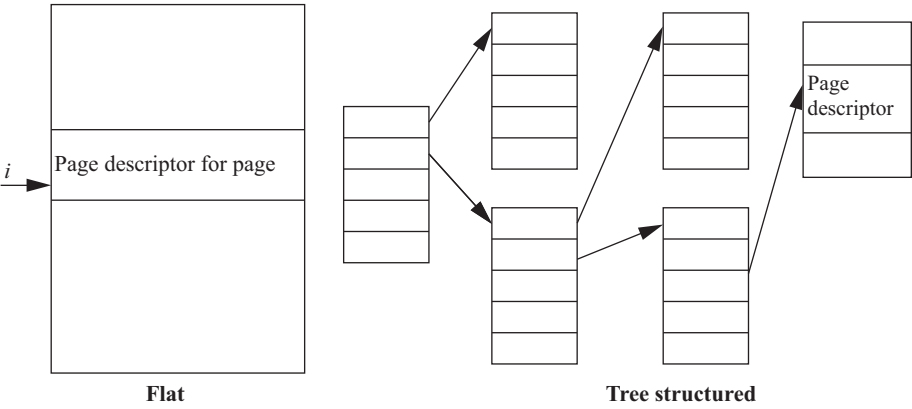 i
Page descriptor for page
Page
descriptor
Flat
Tree structured